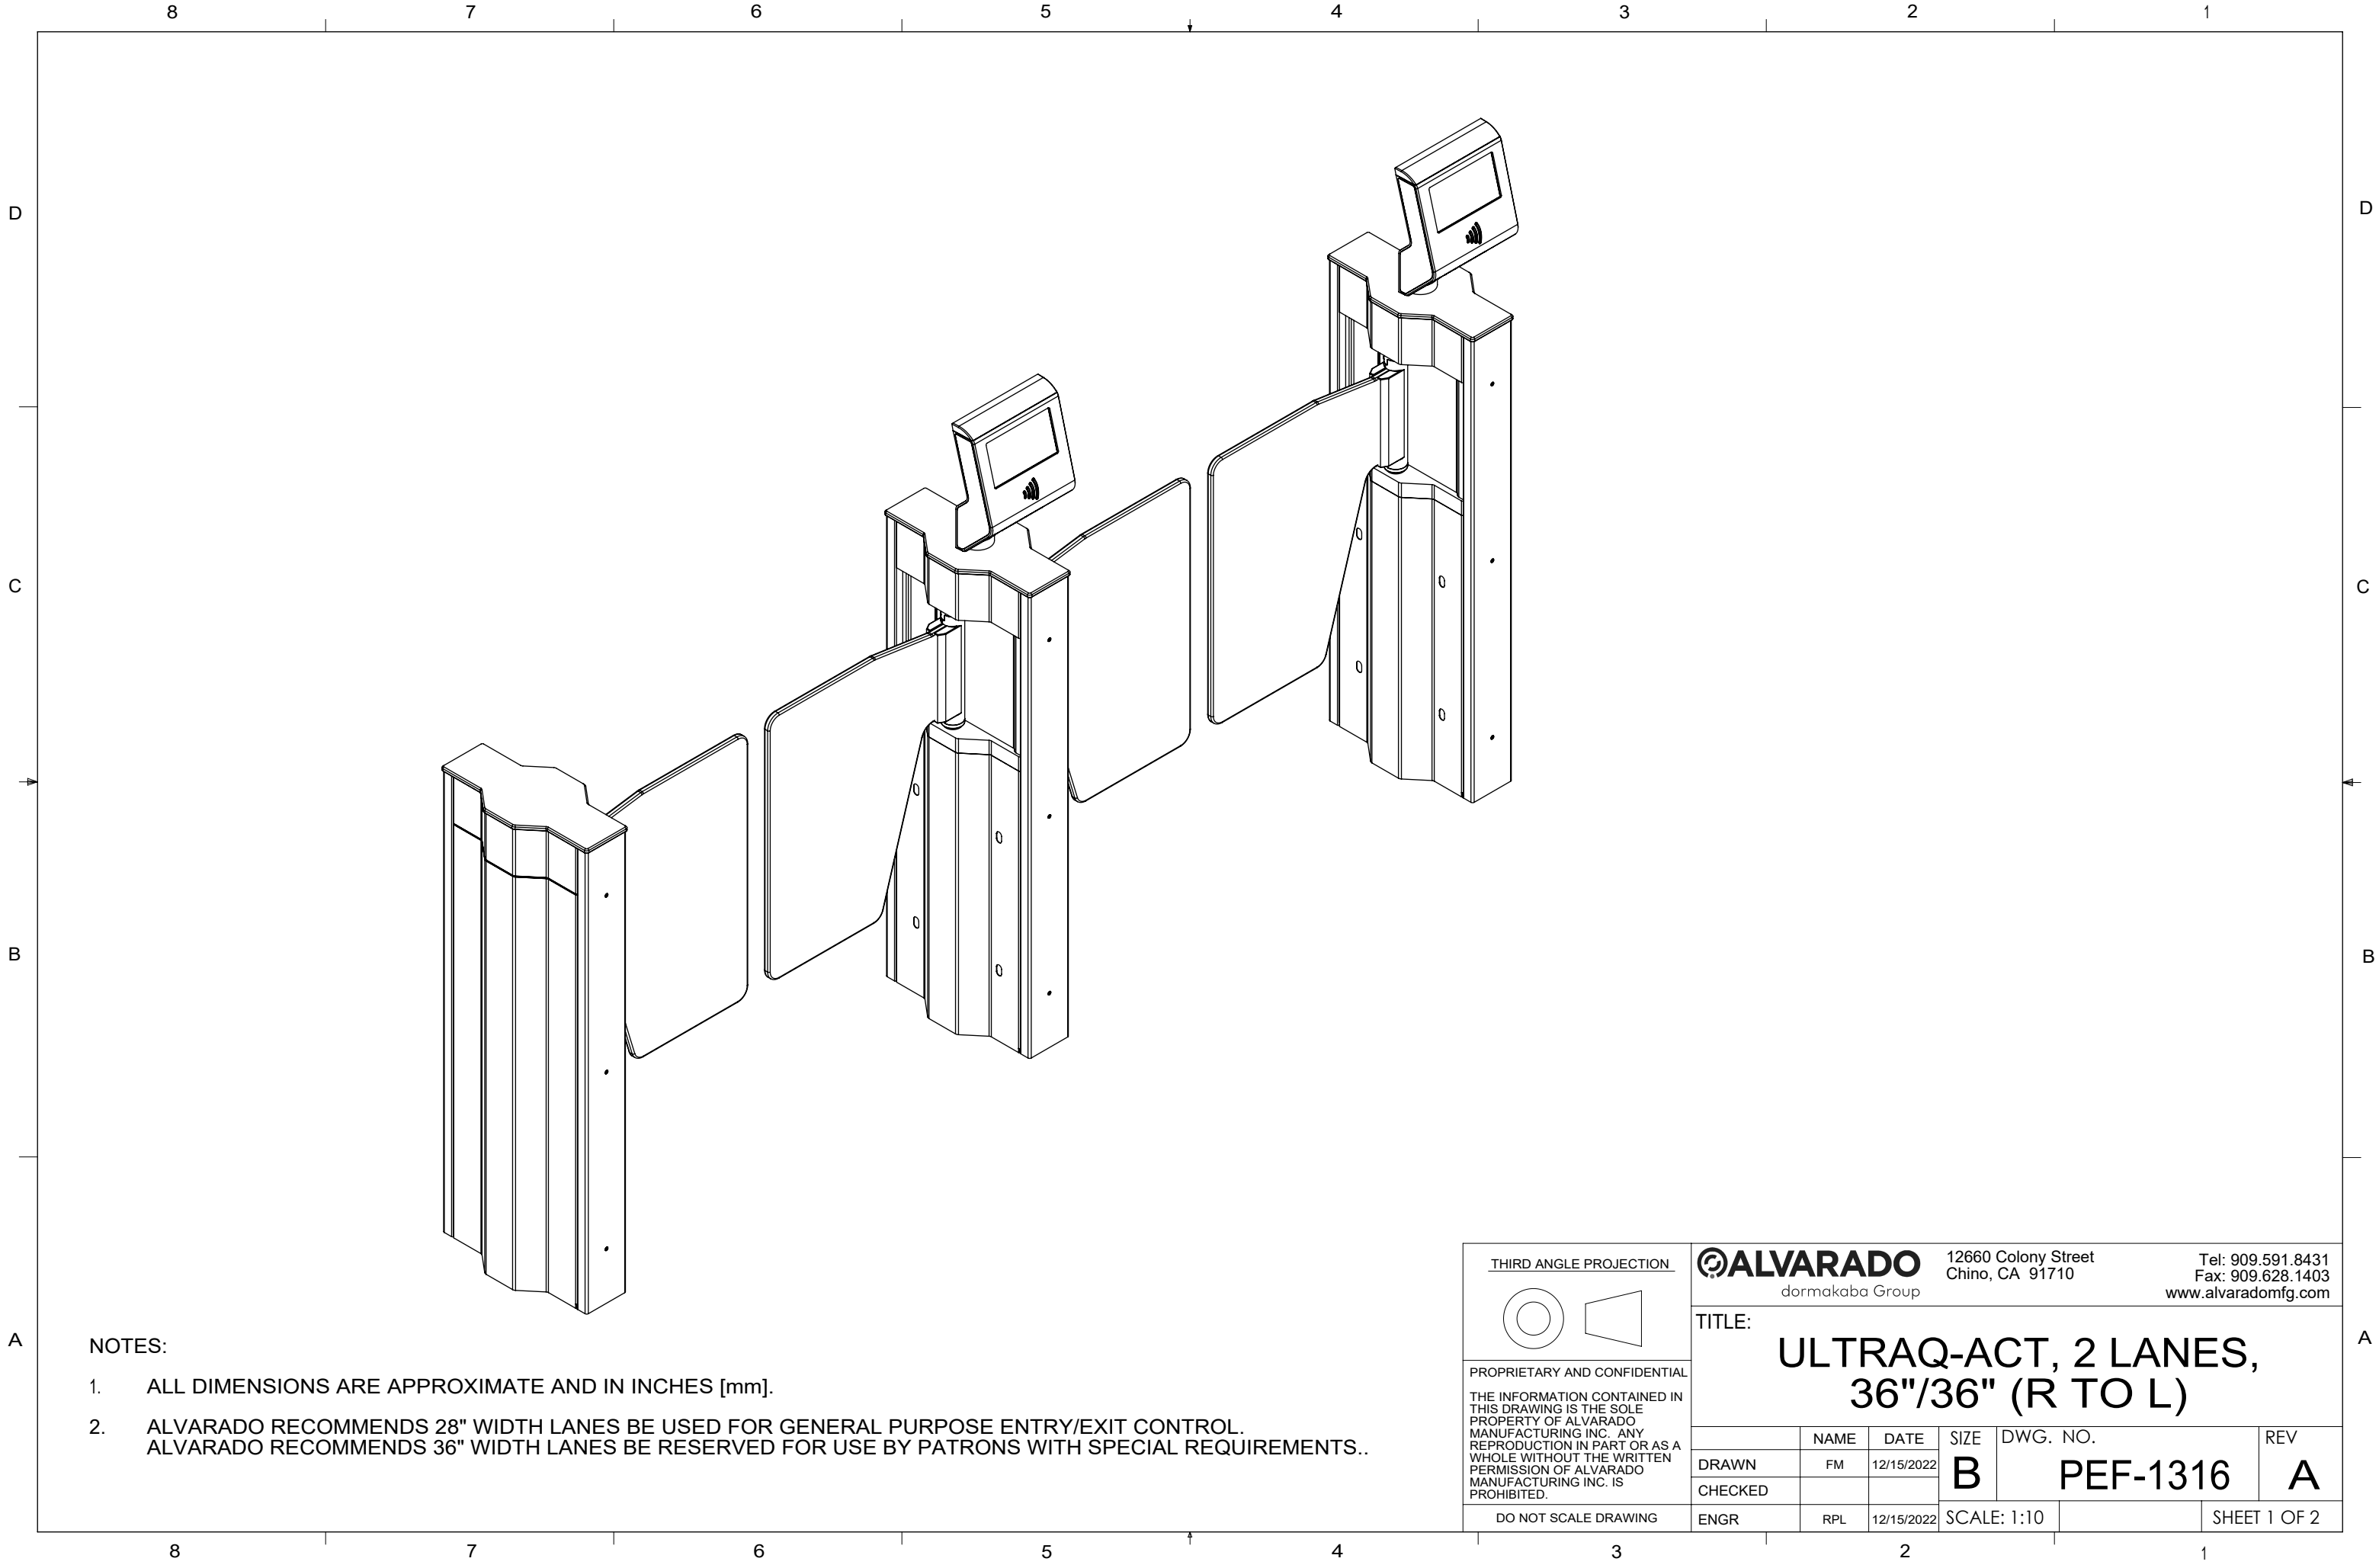 8 7 6 5 4 3 2 1
D D
C C
B B
A A
NOTES:
1. ALL DIMENSIONS ARE APPROXIMATE AND IN INCHES [mm].
2. ALVARADO RECOMMENDS 28" WIDTH LANES BE USED FOR GENERAL PURPOSE ENTRY/EXIT CONTROL.
ALVARADO RECOMMENDS 36" WIDTH LANES BE RESERVED FOR USE BY PATRONS WITH SPECIAL REQUIREMENTS..
THIRD ANGLE PROJECTION
PROPRIETARY AND CONFIDENTIAL
THE INFORMATION CONTAINED IN
THIS DRAWING IS THE SOLE
PROPERTY OF ALVARADO
MANUFACTURING INC. ANY
REPRODUCTION IN PART OR AS A
WHOLE WITHOUT THE WRITTEN
PERMISSION OF ALVARADO
MANUFACTURING INC. IS
PROHIBITED.
DO NOT SCALE DRAWING
ALVARADO
dormakaba Group
12660 Colony Street
Chino, CA 91710
Tel: 909.591.8431
Fax: 909.628.1403
www.alvaradomfg.com
TITLE:
ULTRAQ-ACT, 2 LANES,
36"/36" (R TO L)
NAME DATE
DRAWN FM 12/15/2022
CHECKED
ENGR RPL 12/15/2022
SIZE
B
DWG. NO.
PEF-1316
REV
A
SCALE: 1:10
SHEET 1 OF 2
8 7 6 5 4 3 2 1